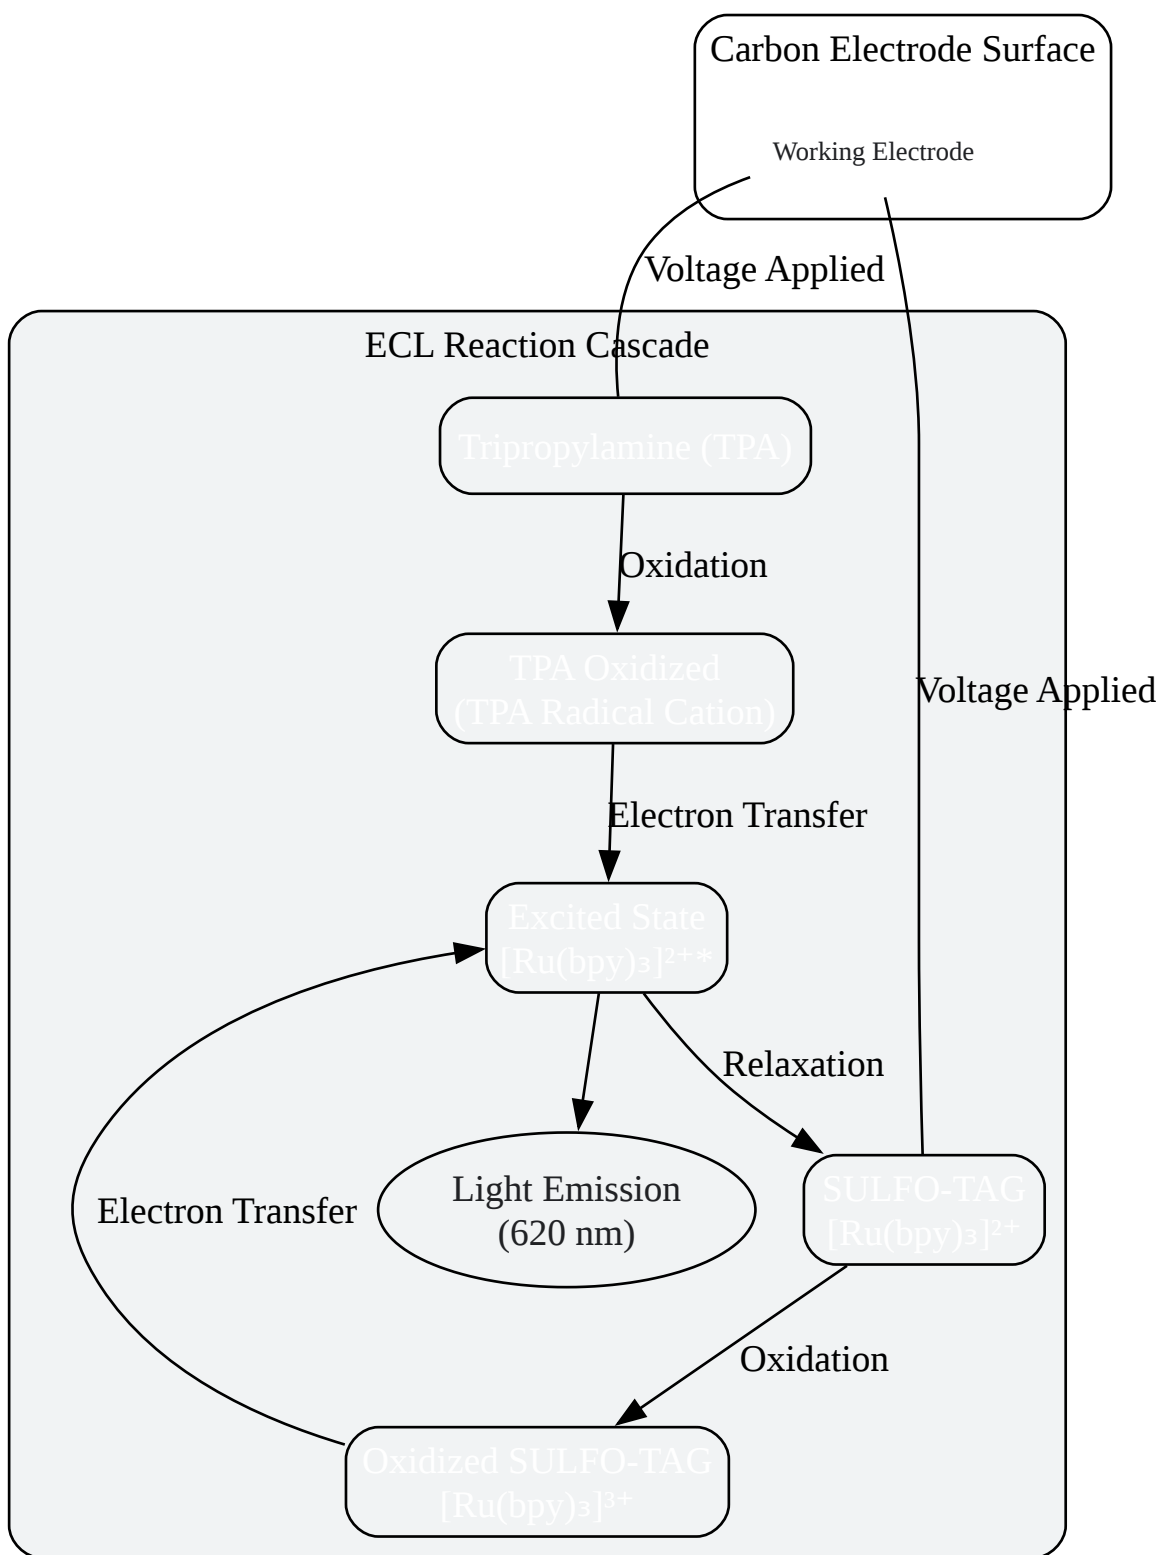 Carbon Electrode Surface
Working Electrode
Voltage Applied
ECL Reaction Cascade
Tripropylamine (TPA)
Oxidation
TPA Oxidized
(TPA Radical Cation)
Voltage Applied
Electron Transfer
Excited State
[Ru(bpy)₃]²⁺*
Relaxation
Electron Transfer
Light Emission
(620 nm)
SULFO-TAG
[Ru(bpy)₃]²⁺
Oxidation
Oxidized SULFO-TAG
[Ru(bpy)₃]³⁺